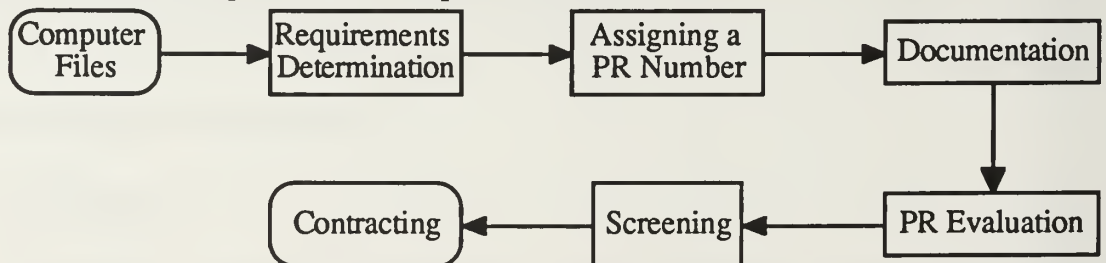 Computer
Files
Requirements
Determination
Assigning a
PR Number
Documentation
PR Evaluation
Screening
Contracting